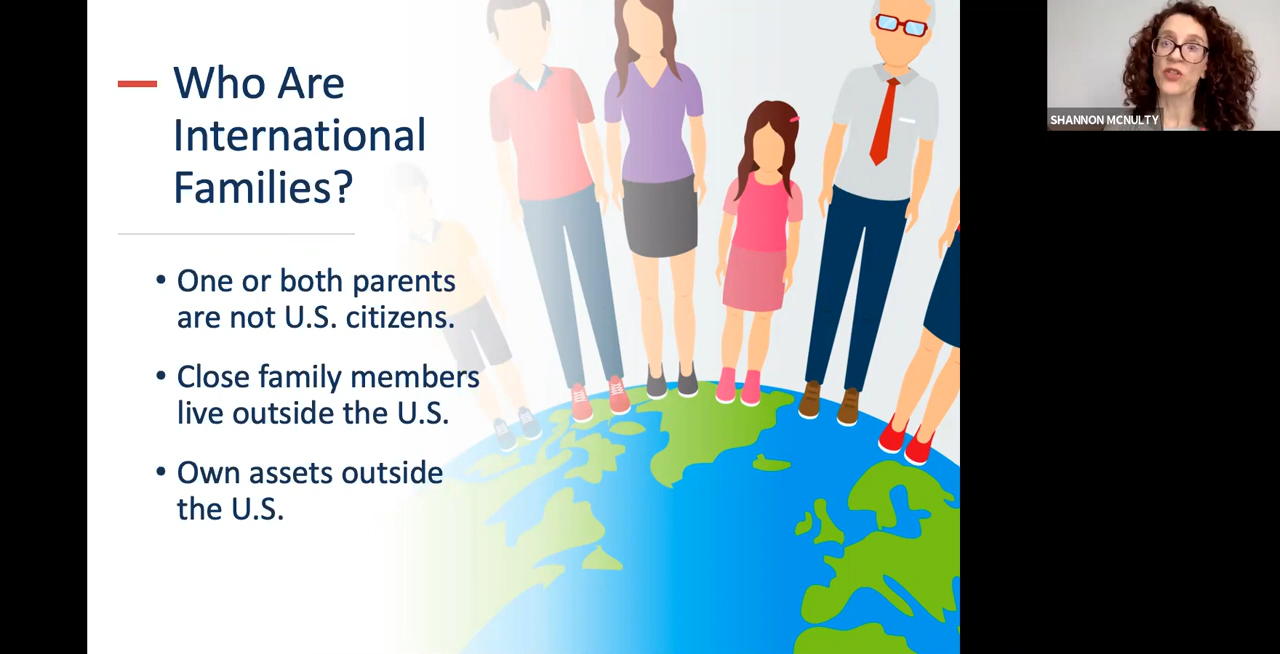 Who Are
International
Families?
• One or both parents
are not U.S. citizens.
• Close family members
live outside the U.S.
• Own assets outside
the U.S.
SHANNON MCNULTY